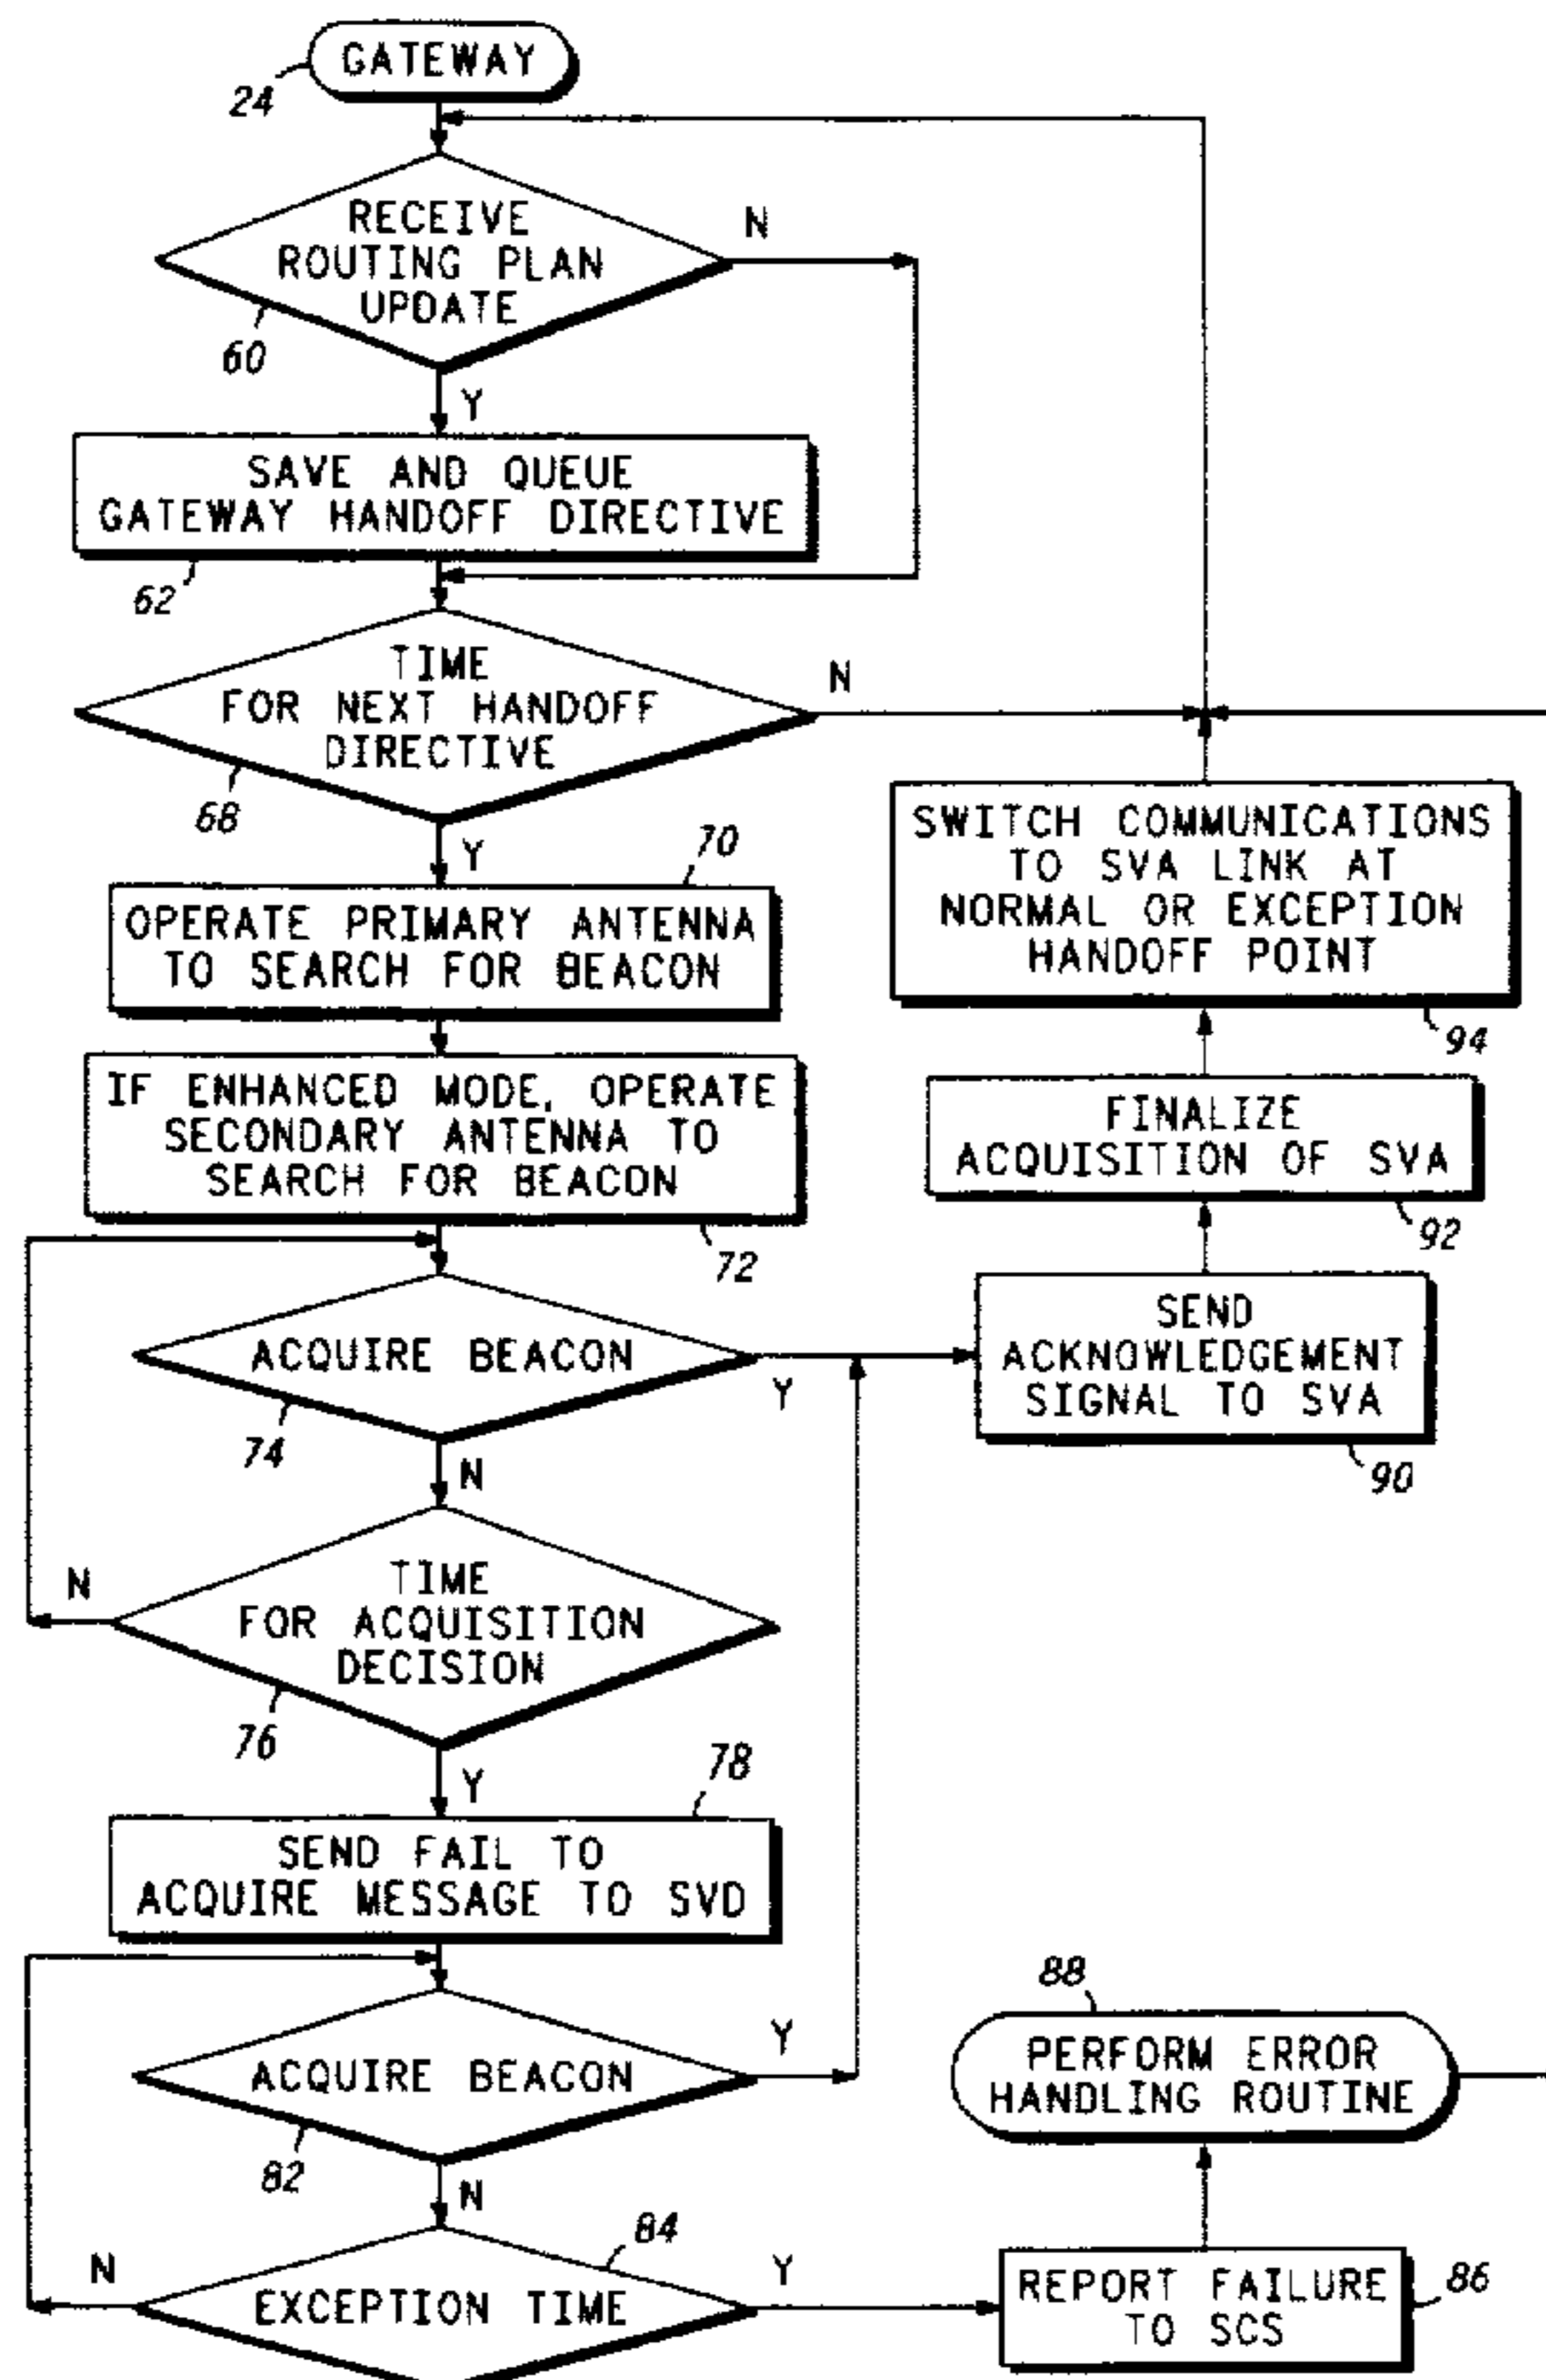 GATEWAY
24
RECEIVE
ROUTING PLAN
UPDATE
N
60
Y
SAVE AND QUEUE
GATEWAY HANDOFF DIRECTIVE
62
TIME
FOR NEXT HANDOFF
DIRECTIVE
N
68
Y
70
OPERATE PRIMARY ANTENNA
TO SEARCH FOR BEACON
IF ENHANCED MODE, OPERATE
SECONDARY ANTENNA TO
SEARCH FOR BEACON
72
ACQUIRE BEACON
Y
74
N
TIME
FOR ACQUISITION
DECISION
N
76
Y
78
SEND FAIL TO
ACQUIRE MESSAGE TO SVD
ACQUIRE BEACON
Y
82
N
84
EXCEPTION TIME
N
Y
REPORT FAILURE
TO SCS
86
88
PERFORM ERROR
HANDLING ROUTINE
SEND
ACKNOWLEDGEMENT
SIGNAL TO SVA
90
FINALIZE
ACQUISITION OF SVA
92
SWITCH COMMUNICATIONS
TO SVA LINK AT
NORMAL OR EXCEPTION
HANDOFF POINT
94